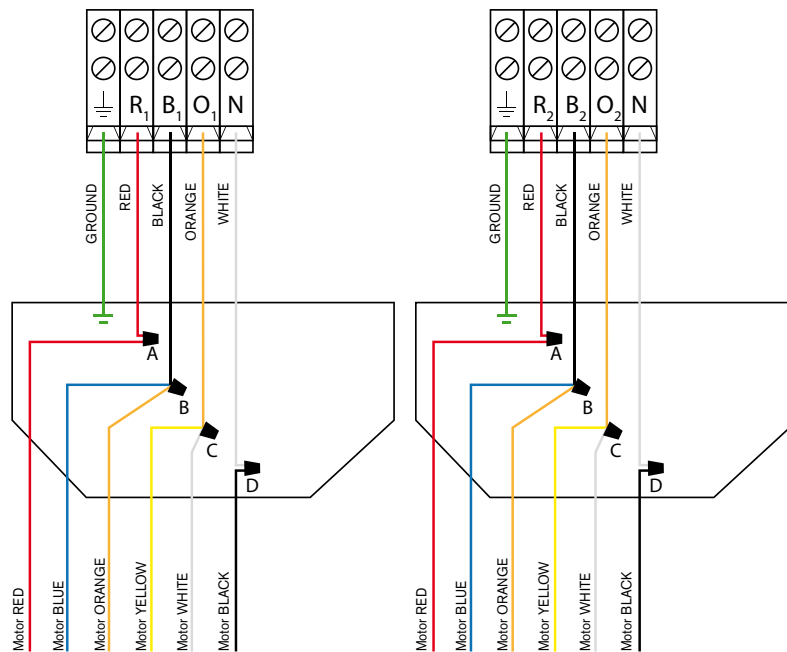 R1 B1 O1 N
GROUND
RED
BLACK
ORANGE
WHITE
A
B
C
D
Motor RED
Motor BLUE
Motor ORANGE
Motor YELLOW
Motor WHITE
Motor BLACK
R2 B2 O2 N
GROUND
RED
BLACK
ORANGE
WHITE
A
B
C
D
Motor RED
Motor BLUE
Motor ORANGE
Motor YELLOW
Motor WHITE
Motor BLACK